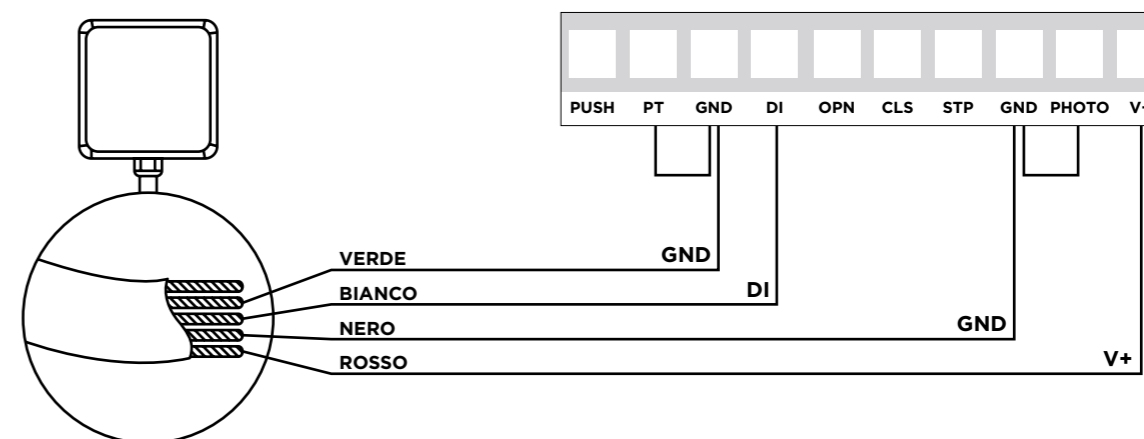 PUSH PT GND DI OPN CLS STP GND PHOTO V+
VERDE GND
BIANCO DI
NERO GND
ROSSO V+